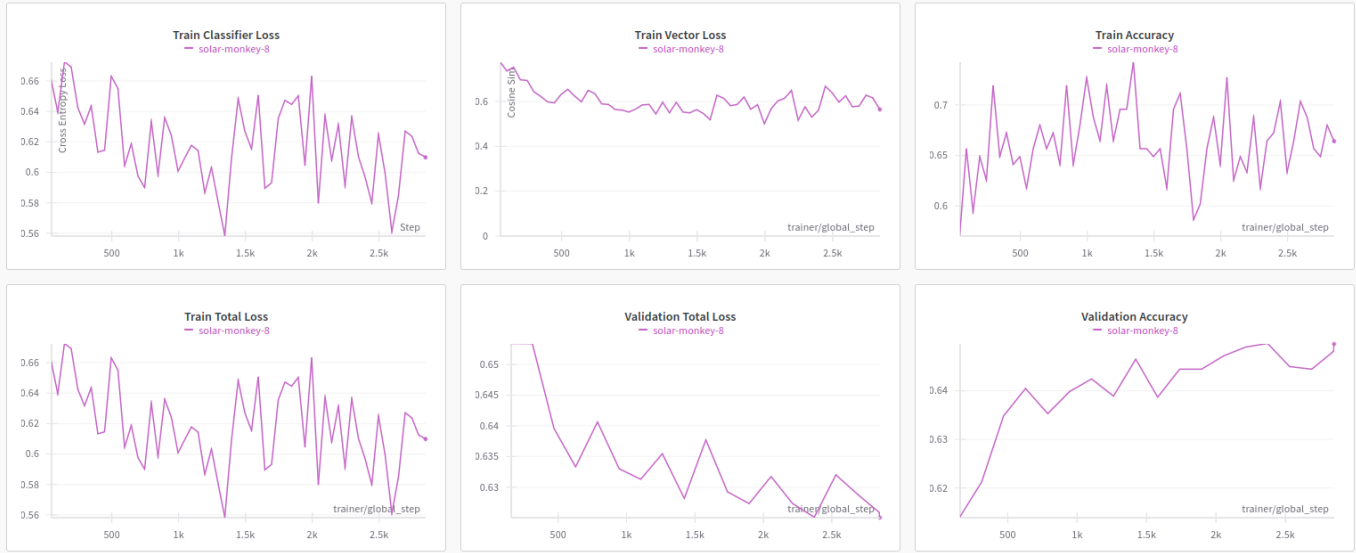 Train Classifier Loss
solar-monkey-8
Cross Entropy Loss
0.66
0.64
0.62
0.6
0.58
0.56
Step
500
1k
1.5k
2k
2.5k
Train Vector Loss
solar-monkey-8
Cosine Sim
0.6
0.4
0.2
0
trainer/global_step
500
1k
1.5k
2k
2.5k
Train Accuracy
solar-monkey-8
0.7
0.65
0.6
trainer/global_step
500
1k
1.5k
2k
2.5k
Train Total Loss
solar-monkey-8
0.66
0.64
0.62
0.6
0.58
0.56
trainer/global_step
500
1k
1.5k
2k
2.5k
Validation Total Loss
solar-monkey-8
0.65
0.645
0.64
0.635
0.63
trainer/global_step
500
1k
1.5k
2k
2.5k
Validation Accuracy
solar-monkey-8
0.64
0.63
0.62
trainer/global_step
500
1k
1.5k
2k
2.5k